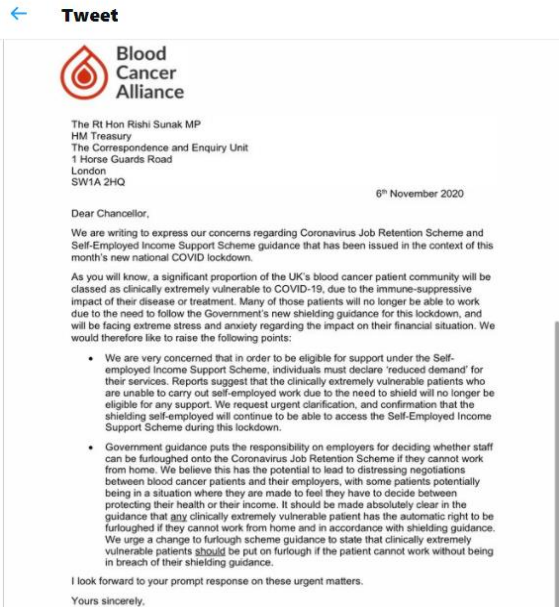 Tweet
Blood
Cancer
Alliance
The Rt Hon Rishi Sunak MP
HM Treasury
The Correspondence and Enquiry Unit
1 Horse Guards Road
London
SW1A 2HQ
6th November 2020
Dear Chancellor,
We are writing to express our concerns regarding Coronavirus Job Retention Scheme and
Self-Employed Income Support Scheme guidance that has been issued in the context of this
month's new national COVID lockdown.
As you will know, a significant proportion of the UK's blood cancer patient community will be
classed as clinically extremely vulnerable to COVID-19, due to the immune-suppressive
impact of their disease or treatment. Many of those patients will no longer be able to work
due to the need to follow the Government's new shielding guidance for this lockdown, and
will be facing extreme stress and anxiety regarding the impact on their financial situation. We
would therefore like to raise the following points:
• We are very concerned that in order to be eligible for support under the Self-
employed Income Support Scheme, individuals must declare 'reduced demand' for
their services. Reports suggest that the clinically extremely vulnerable patients who
are unable to carry out self-employed work due to the need to shield will no longer be
eligible for any support. We request urgent clarification, and confirmation that the
shielding self-employed will continue to be able to access the Self-Employed Income
Support Scheme during this lockdown.
• Government guidance puts the responsibility on employers for deciding whether staff
can be furloughed onto the Coronavirus Job Retention Scheme if they cannot work
from home. We believe this has the potential to lead to distressing negotiations
between blood cancer patients and their employers, with some patients potentially
being in a situation where they are made to feel they have to decide between
protecting their health or their income. It should be made absolutely clear in the
guidance that any clinically extremely vulnerable patient has the automatic right to be
furloughed if they cannot work from home and in accordance with shielding guidance.
We urge a change to furlough scheme guidance to state that clinically extremely
vulnerable patients should be put on furlough if the patient cannot work without being
in breach of their shielding guidance.
I look forward to your prompt response on these urgent matters.
Yours sincerely,